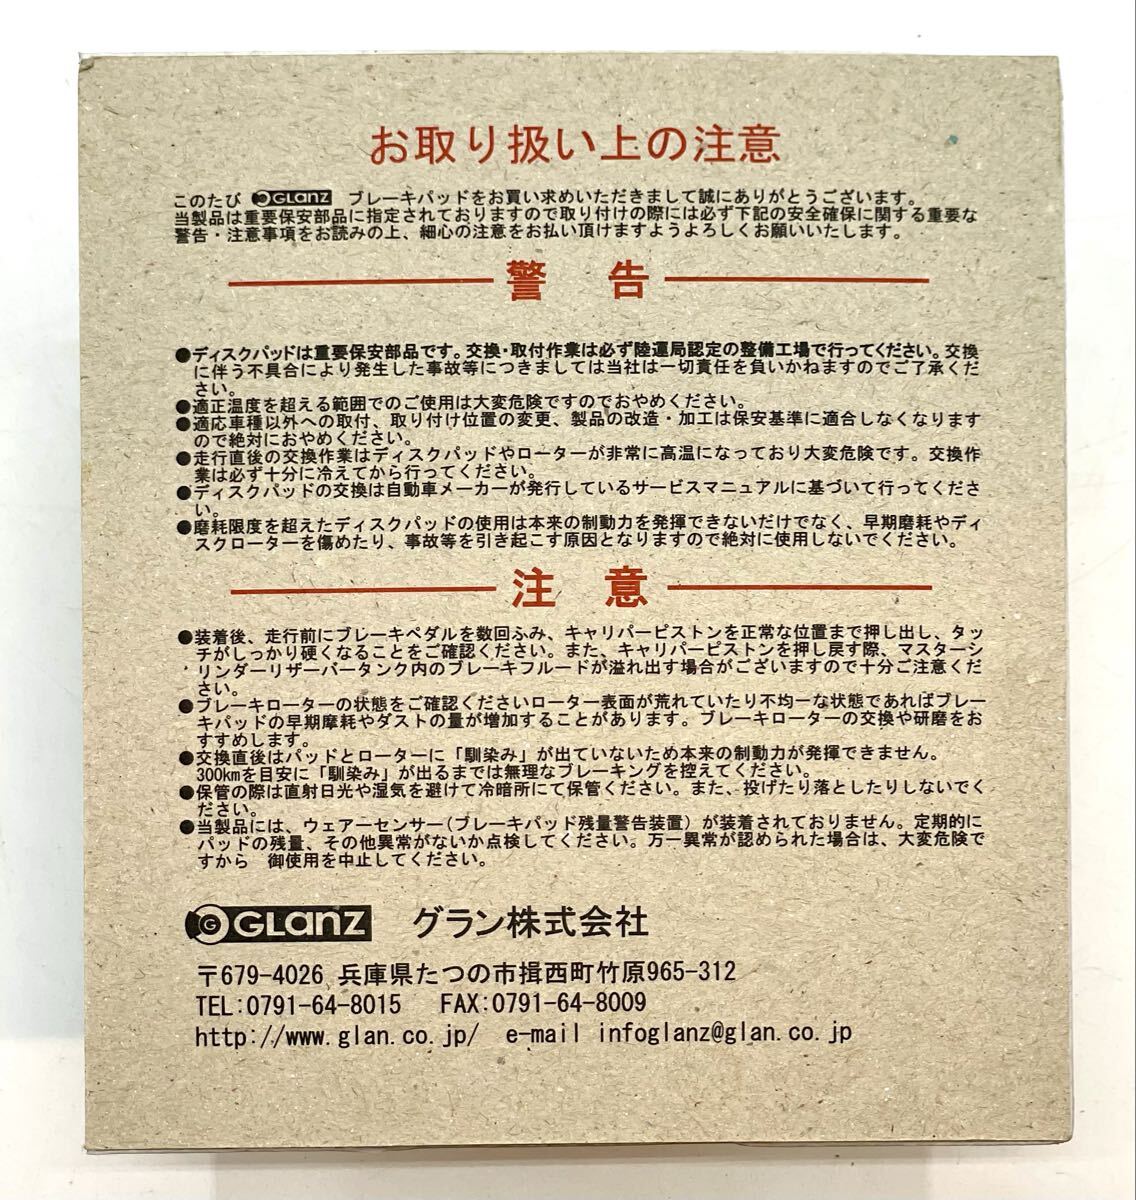 お取り扱い上の注意
このたび GLanz ブレーキパッドをお買い求めいただきまして誠にありがとうございます。
当製品は重要保安部品に指定されておりますので取り付けの際には必ず下記の安全確保に関する重要な
警告・注意事項をお読みの上、細心の注意をお払い頂けますようよろしくお願いいたします。
警 告
●ディスクパッドは重要保安部品です。交換・取付作業は必ず陸運局認定の整備工場で行ってください。交換
に伴う不具合により発生した事故等につきましては当社は一切責任を負いかねますのでご了承くだ
さい。
●適正温度を超える範囲でのご使用は大変危険ですのでおやめください。
●適応車種以外への取付、取り付け位置の変更、製品の改造・加工は保安基準に適合しなくなります
ので絶対におやめください。
●走行直後の交換作業はディスクパッドやローターが非常に高温になっており大変危険です。交換作
業は必ず十分に冷えてから行ってください。
●ディスクパッドの交換は自動車メーカーが発行しているサービスマニュアルに基づいて行ってくださ
い。
●磨耗限度を超えたディスクパッドの使用は本来の制動力を発揮できないだけでなく、早期磨耗やディ
スクローターを傷めたり、事故等を引き起こす原因となりますので絶対に使用しないでください。
注 意
●装着後、走行前にブレーキペダルを数回ふみ、キャリパーピストンを正常な位置まで押し出し、タッ
チがしっかり硬くなることをご確認ください。また、キャリパーピストンを押し戻す際、マスターシ
リンダーリザーバータンク内のブレーキフルードが溢れ出す場合がございますので十分ご注意くだ
さい。
●ブレーキローターの状態をご確認くださいローター表面が荒れていたり不均一な状態であればブレー
キパッドの早期摩耗やダストの量が増加することがあります。ブレーキローターの交換や研磨をお
すすめします。
●交換直後はパッドとローターに「馴染み」が出ていないため本来の制動力が発揮できません。
300kmを目安に「馴染み」が出るまでは無理なブレーキングを控えてください。
●保管の際は直射日光や湿気を避けて冷暗所にて保管ください。また、投げたり落としたりしないでく
ださい。
●当製品には、ウェアーセンサー(ブレーキパッド残量警告装置)が装着されておりません。定期的に
パッドの残量、その他異常がないか点検してください。万一異常が認められた場合は、大変危険で
すから 御使用を中止してください。
G GLanz グラン株式会社
〒679-4026 兵庫県たつの市揖西町竹原965-312
TEL:0791-64-8015 FAX:0791-64-8009
http://www.glan.co.jp/ e-mail infoglanz@glan.co.jp